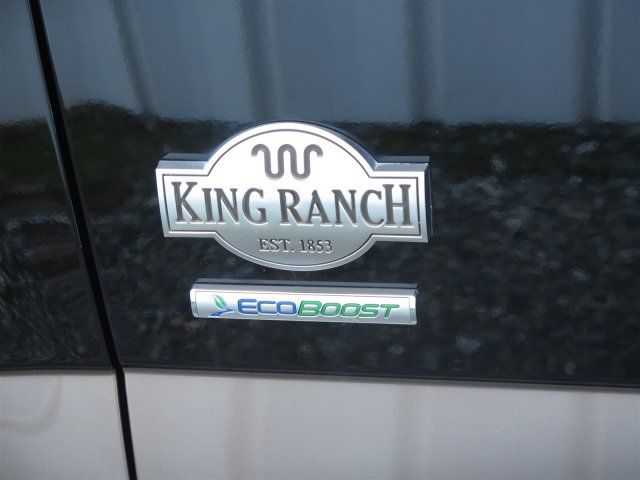 KING RANCH
EST. 1853
ECOBOOST